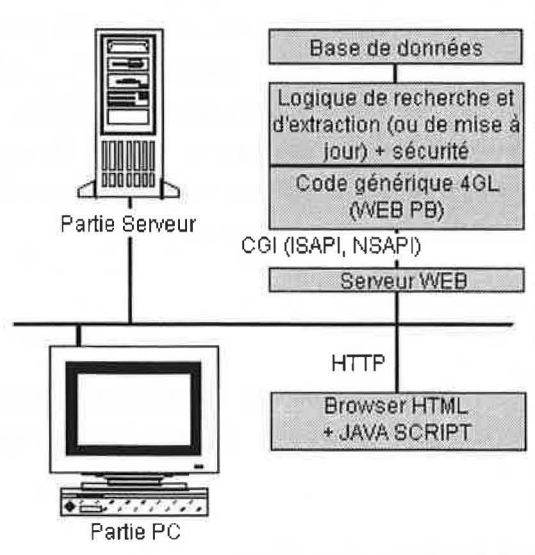 Base de données
Logique de recherche et
d'extraction (ou de mise à
jour) + sécurité
Code générique 4GL
(WEB PB)
Partie Serveur
CGI (ISAPI, NSAPI)
Serveur WEB
HTTP
Browser HTML
+ JAVA SCRIPT
Partie PC